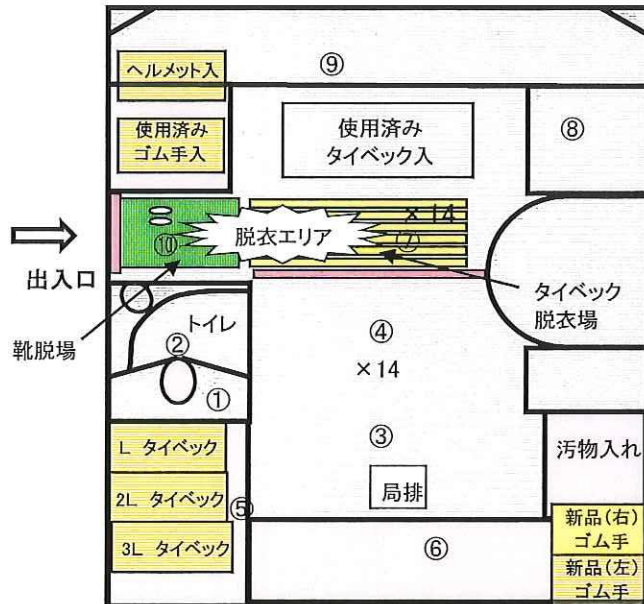 ヘルメット入
⑨
使用済み
ゴム手入
使用済み
タイベック入
⑧
×14
⑩
脱衣エリア
⑦
出入口
タイベック
脱衣場
靴脱場
トイレ
②
④
×14
①
③
L タイベック
汚物入れ
局排
2L タイベック
⑤
新品(右)
ゴム手
3L タイベック
⑥
新品(左)
ゴム手